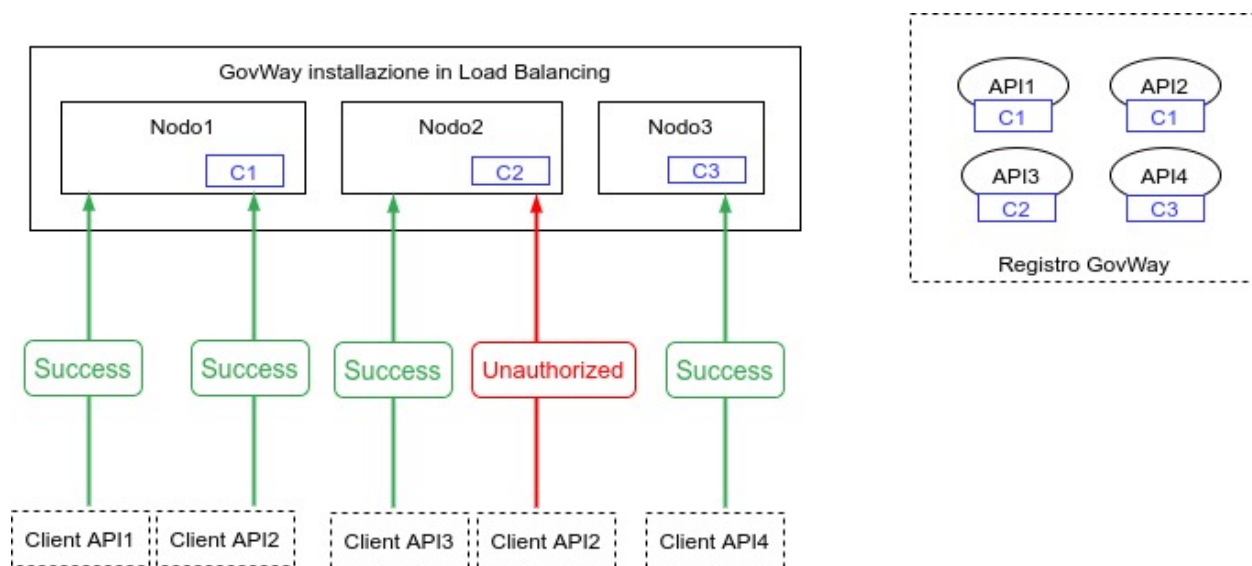 GovWay installazione in Load Balancing
Nodo1
C1
Nodo2
C2
Nodo3
C3
Success
Success
Success
Unauthorized
Success
Client API1
Client API2
Client API3
Client API2
Client API4
API1
C1
API2
C1
API3
C2
API4
C3
Registro GovWay